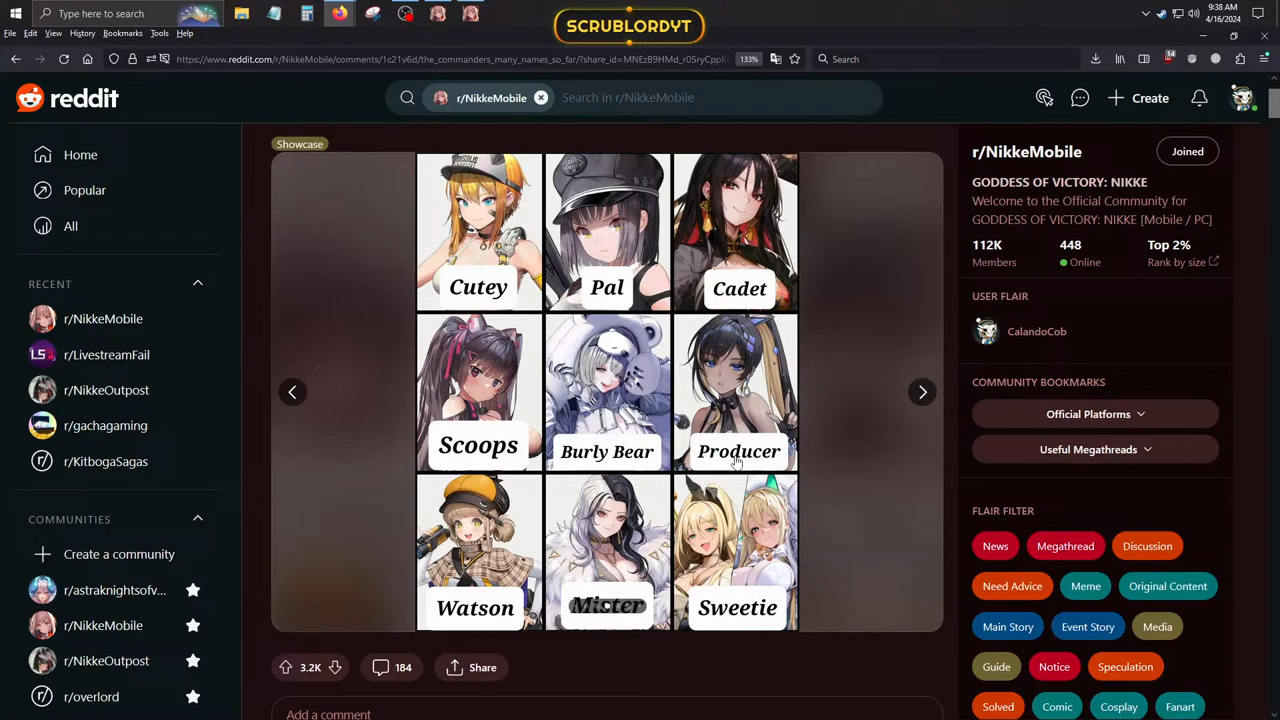 Type here to search
SCRUBLORDYT
9:38 AM
4/16/2024
File Edit View History Bookmarks Tools Help
https://www.reddit.com/r/NikkeMobile/comments/1c21v6d/the_commanders_many_names_so_far/?share_id=MNEzB9HMd_r05ryCppK
133%
Search
14
reddit
r/NikkeMobile
Search in r/NikkeMobile
Create
Home
Popular
All
RECENT
r/NikkeMobile
r/LivestreamFail
r/NikkeOutpost
r/gachagaming
r/KitbogaSagas
COMMUNITIES
Create a community
r/astraknightsofv...
r/NikkeMobile
r/NikkeOutpost
r/overlord
Showcase
Cutey
Pal
Cadet
Scoops
Burly Bear
Producer
Watson
Mister
Sweetie
3.2K
184
Share
Add a comment
r/NikkeMobile
Joined
GODDESS OF VICTORY: NIKKE
Welcome to the Official Community for
GODDESS OF VICTORY: NIKKE [Mobile / PC]
112K
448
Top 2%
Members
Online
Rank by size
USER FLAIR
CalandoCob
COMMUNITY BOOKMARKS
Official Platforms
Useful Megathreads
FLAIR FILTER
News
Megathread
Discussion
Need Advice
Meme
Original Content
Main Story
Event Story
Media
Guide
Notice
Speculation
Solved
Comic
Cosplay
Fanart